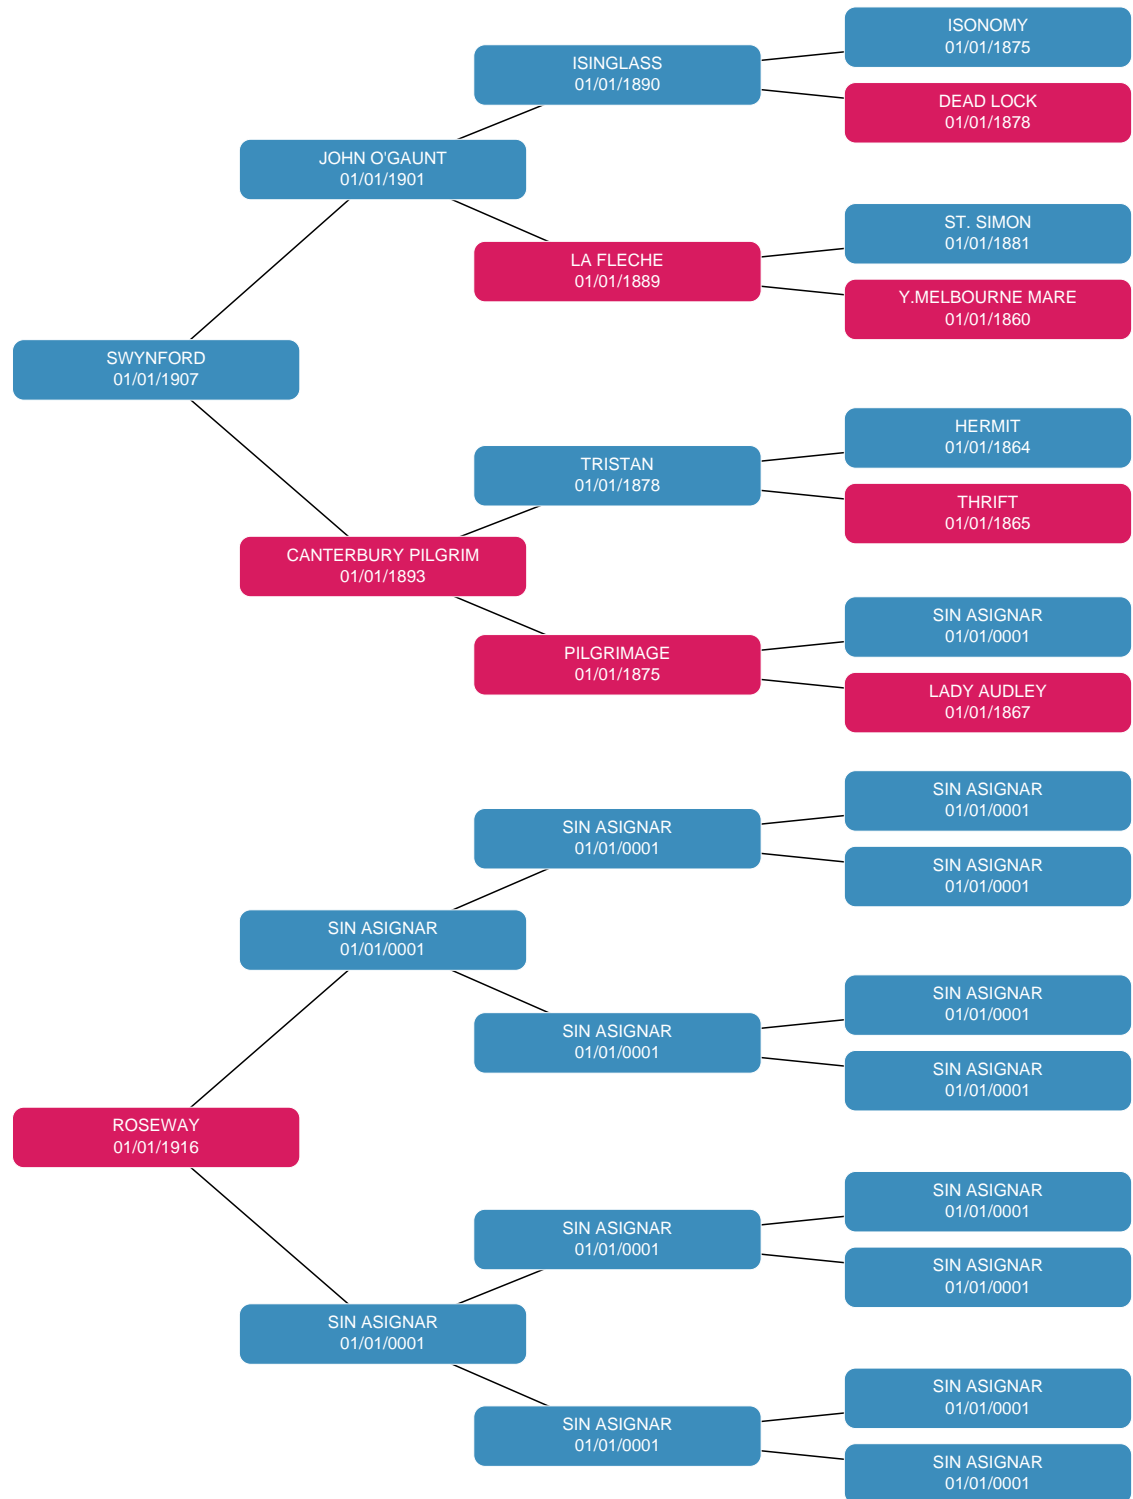 ISONOMY
01/01/1875
ISINGLASS
01/01/1890
DEAD LOCK
01/01/1878
JOHN O'GAUNT
01/01/1901
ST. SIMON
01/01/1881
LA FLECHE
01/01/1889
Y.MELBOURNE MARE
01/01/1860
SWYNFORD
01/01/1907
HERMIT
01/01/1864
TRISTAN
01/01/1878
THRIFT
01/01/1865
CANTERBURY PILGRIM
01/01/1893
SIN ASIGNAR
01/01/0001
PILGRIMAGE
01/01/1875
LADY AUDLEY
01/01/1867
SIN ASIGNAR
01/01/0001
SIN ASIGNAR
01/01/0001
SIN ASIGNAR
01/01/0001
SIN ASIGNAR
01/01/0001
SIN ASIGNAR
01/01/0001
SIN ASIGNAR
01/01/0001
SIN ASIGNAR
01/01/0001
ROSEWAY
01/01/1916
SIN ASIGNAR
01/01/0001
SIN ASIGNAR
01/01/0001
SIN ASIGNAR
01/01/0001
SIN ASIGNAR
01/01/0001
SIN ASIGNAR
01/01/0001
SIN ASIGNAR
01/01/0001
SIN ASIGNAR
01/01/0001